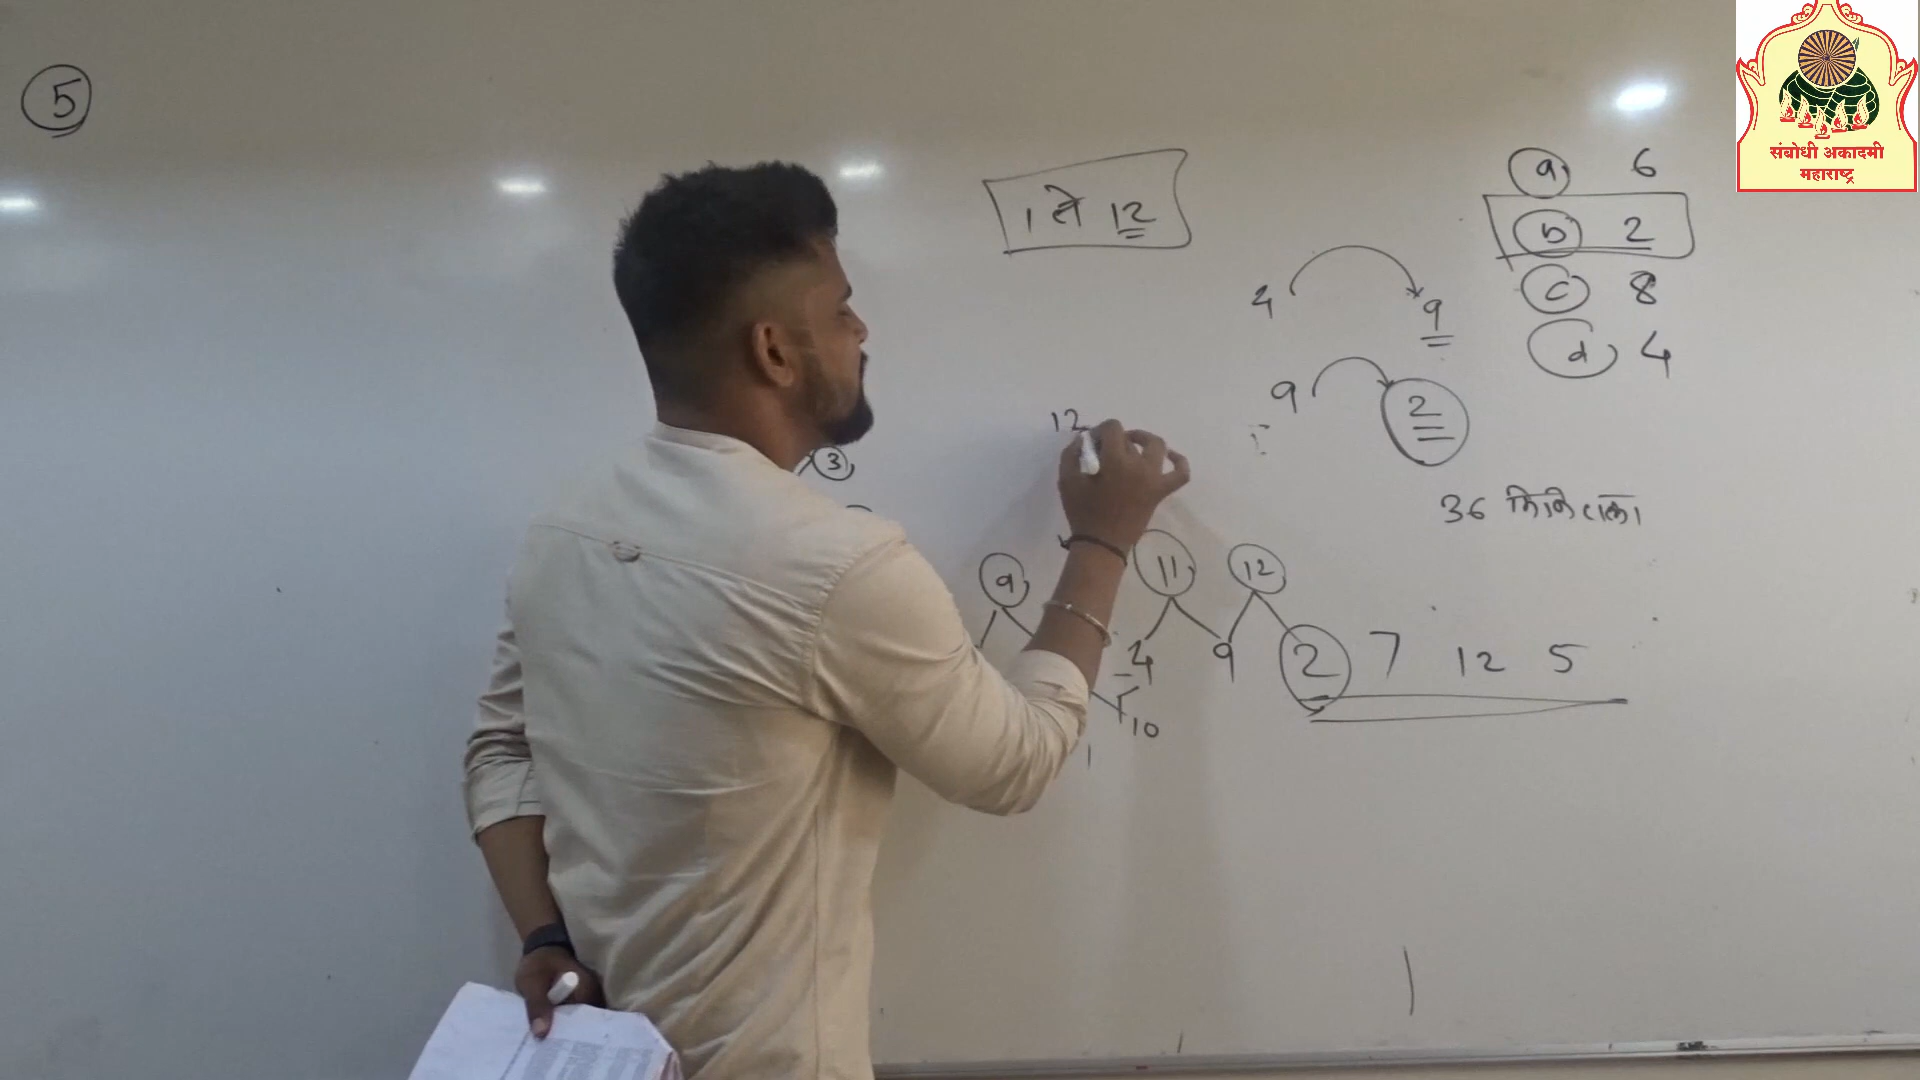 5
संबोधी अकादमी
महाराष्ट्र
1 ते 12
a 6
b 2
c 8
d 4
4 9
9 2
12
3
36 मिनिटाला
9 11 12
4 9 2 7 12 5
10